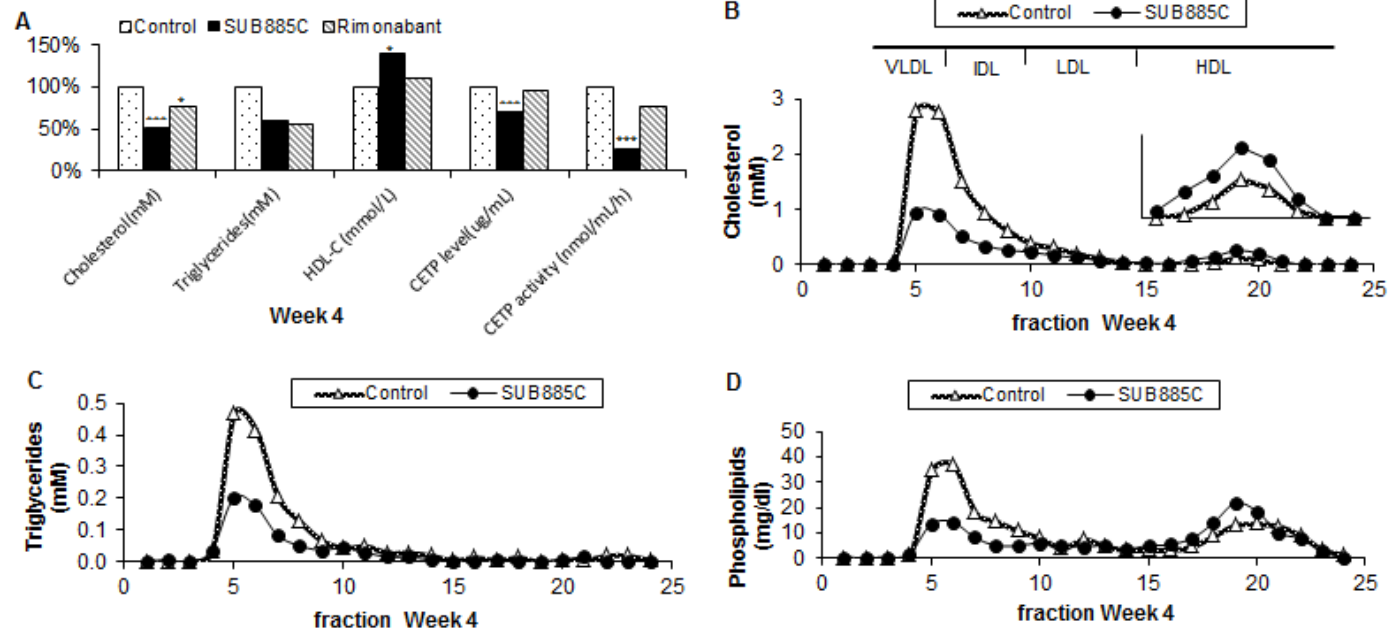 A
Control SUB885C Rimonabant
150%
100%
50%
0%
*** * * *** ***
Cholesterol(mM)
Triglycerides(mM)
HDL-C (mmol/L)
CETP level(ug/mL)
CETP activity (nmol/mL/h)
Week 4
B
Control SUB885C
VLDL IDL LDL HDL
Cholesterol
(mM)
3
2
1
0
0 5 10 15 20 25
fraction Week 4
C
Control SUB885C
Triglycerides
(mM)
0.5
0.4
0.3
0.2
0.1
0.0
0 5 10 15 20 25
fraction Week 4
D
Control SUB885C
Phospholipids
(mg/dl)
50
40
30
20
10
0
0 5 10 15 20 25
fraction Week 4